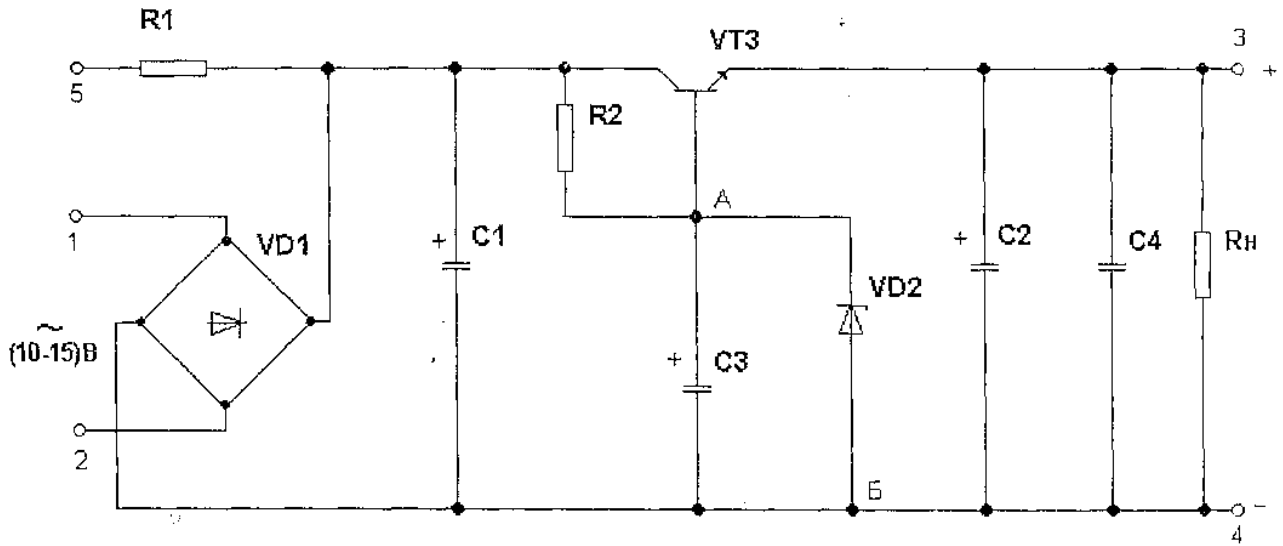 R1
VT3
3
+
5
R2
А
1
VD1
+
C1
+
C2
C4
Rн
VD2
~
(10-15)В
+
C3
2
Б
-
4